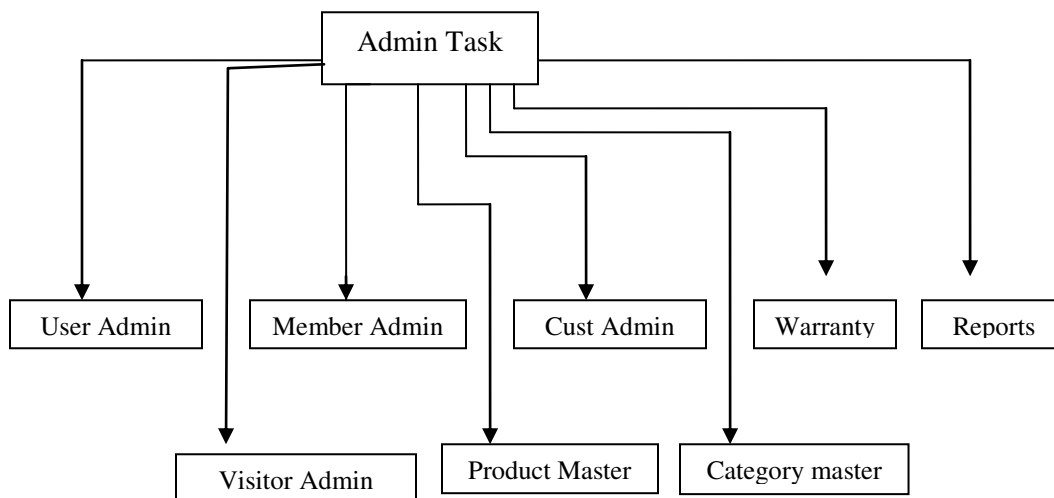 Admin Task
User Admin
Member Admin
Cust Admin
Warranty
Reports
Visitor Admin
Product Master
Category master